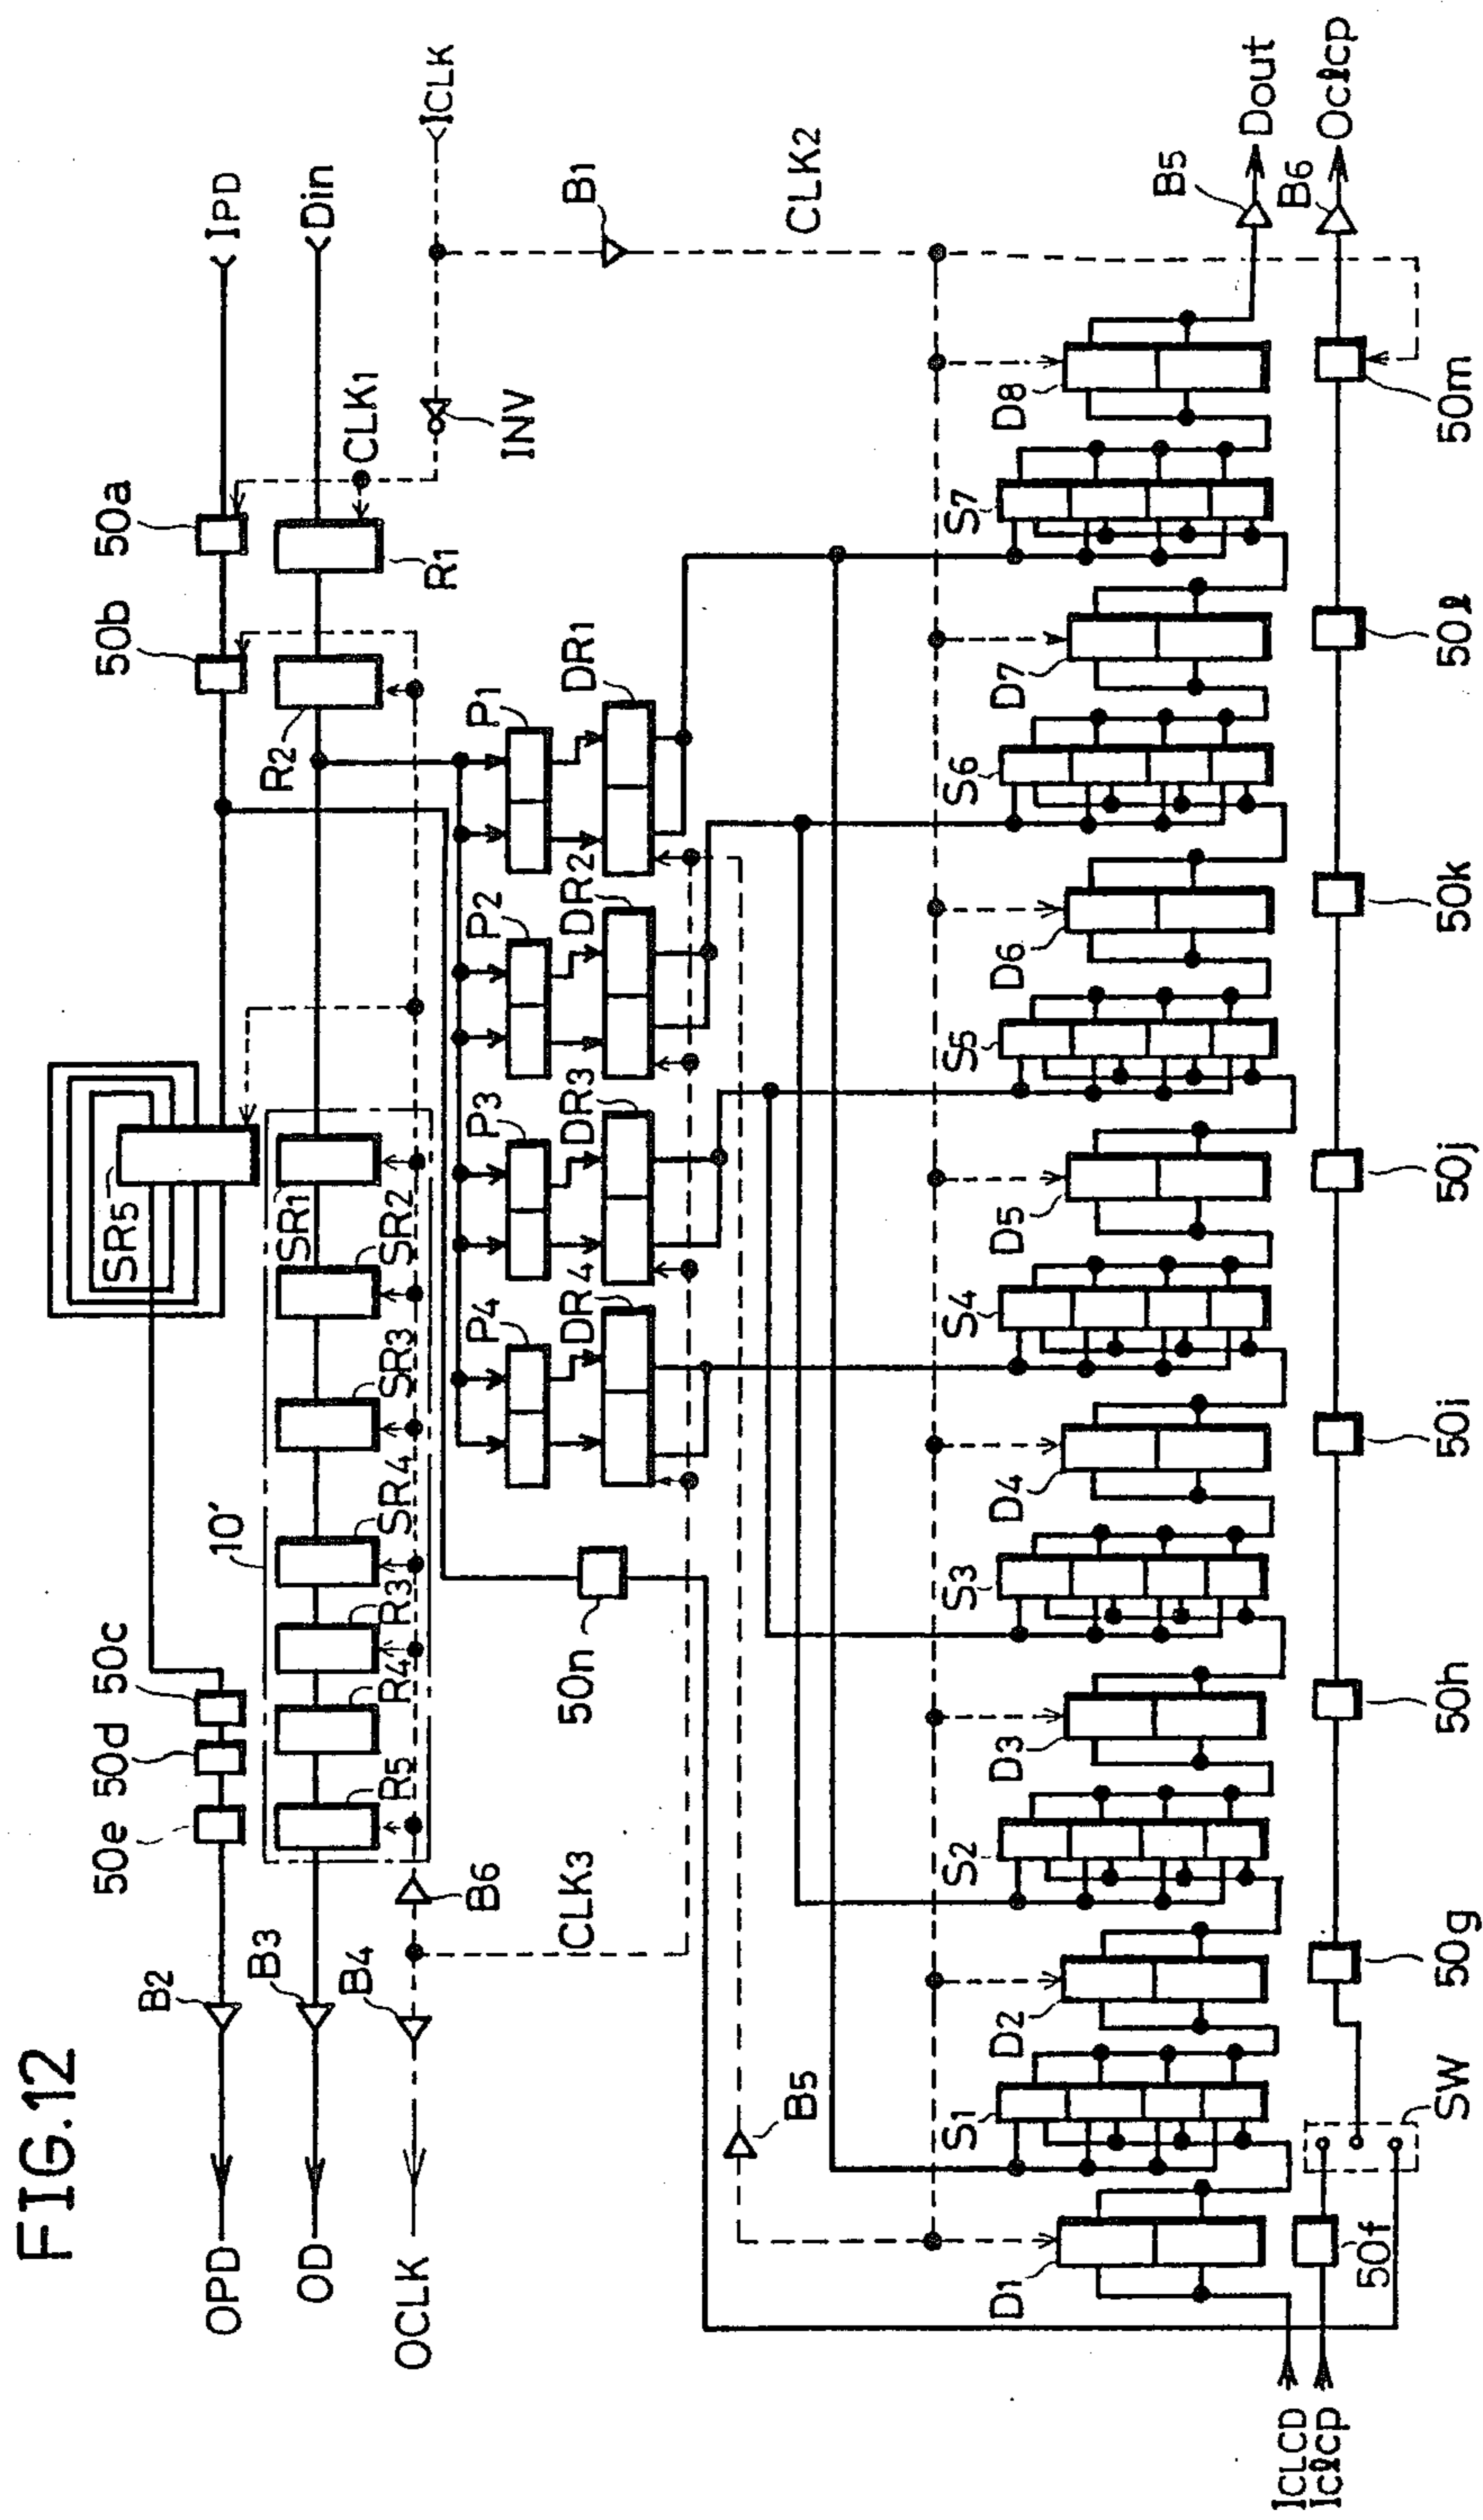 FIG.12
OPD
B2
50e
50d
50c
SR5
50b
50a
IPD
OD
B3
10'
R5
R4
R3
SR4
SR3
SR2
SR1
R2
R1
CLK1
Din
OCLK
B4
B6
INV
ICLK
P4
P3
P2
P1
DR4
DR3
DR2
DR1
CLK3
50n
B1
CLK2
B5
D1
S1
D2
S2
D3
S3
D4
S4
D5
S5
D6
S6
D7
S7
D8
B5
Dout
ICLCD
Icℓcp
50f
SW
50g
50h
50i
50j
50k
50ℓ
50m
B6
Ocℓcp